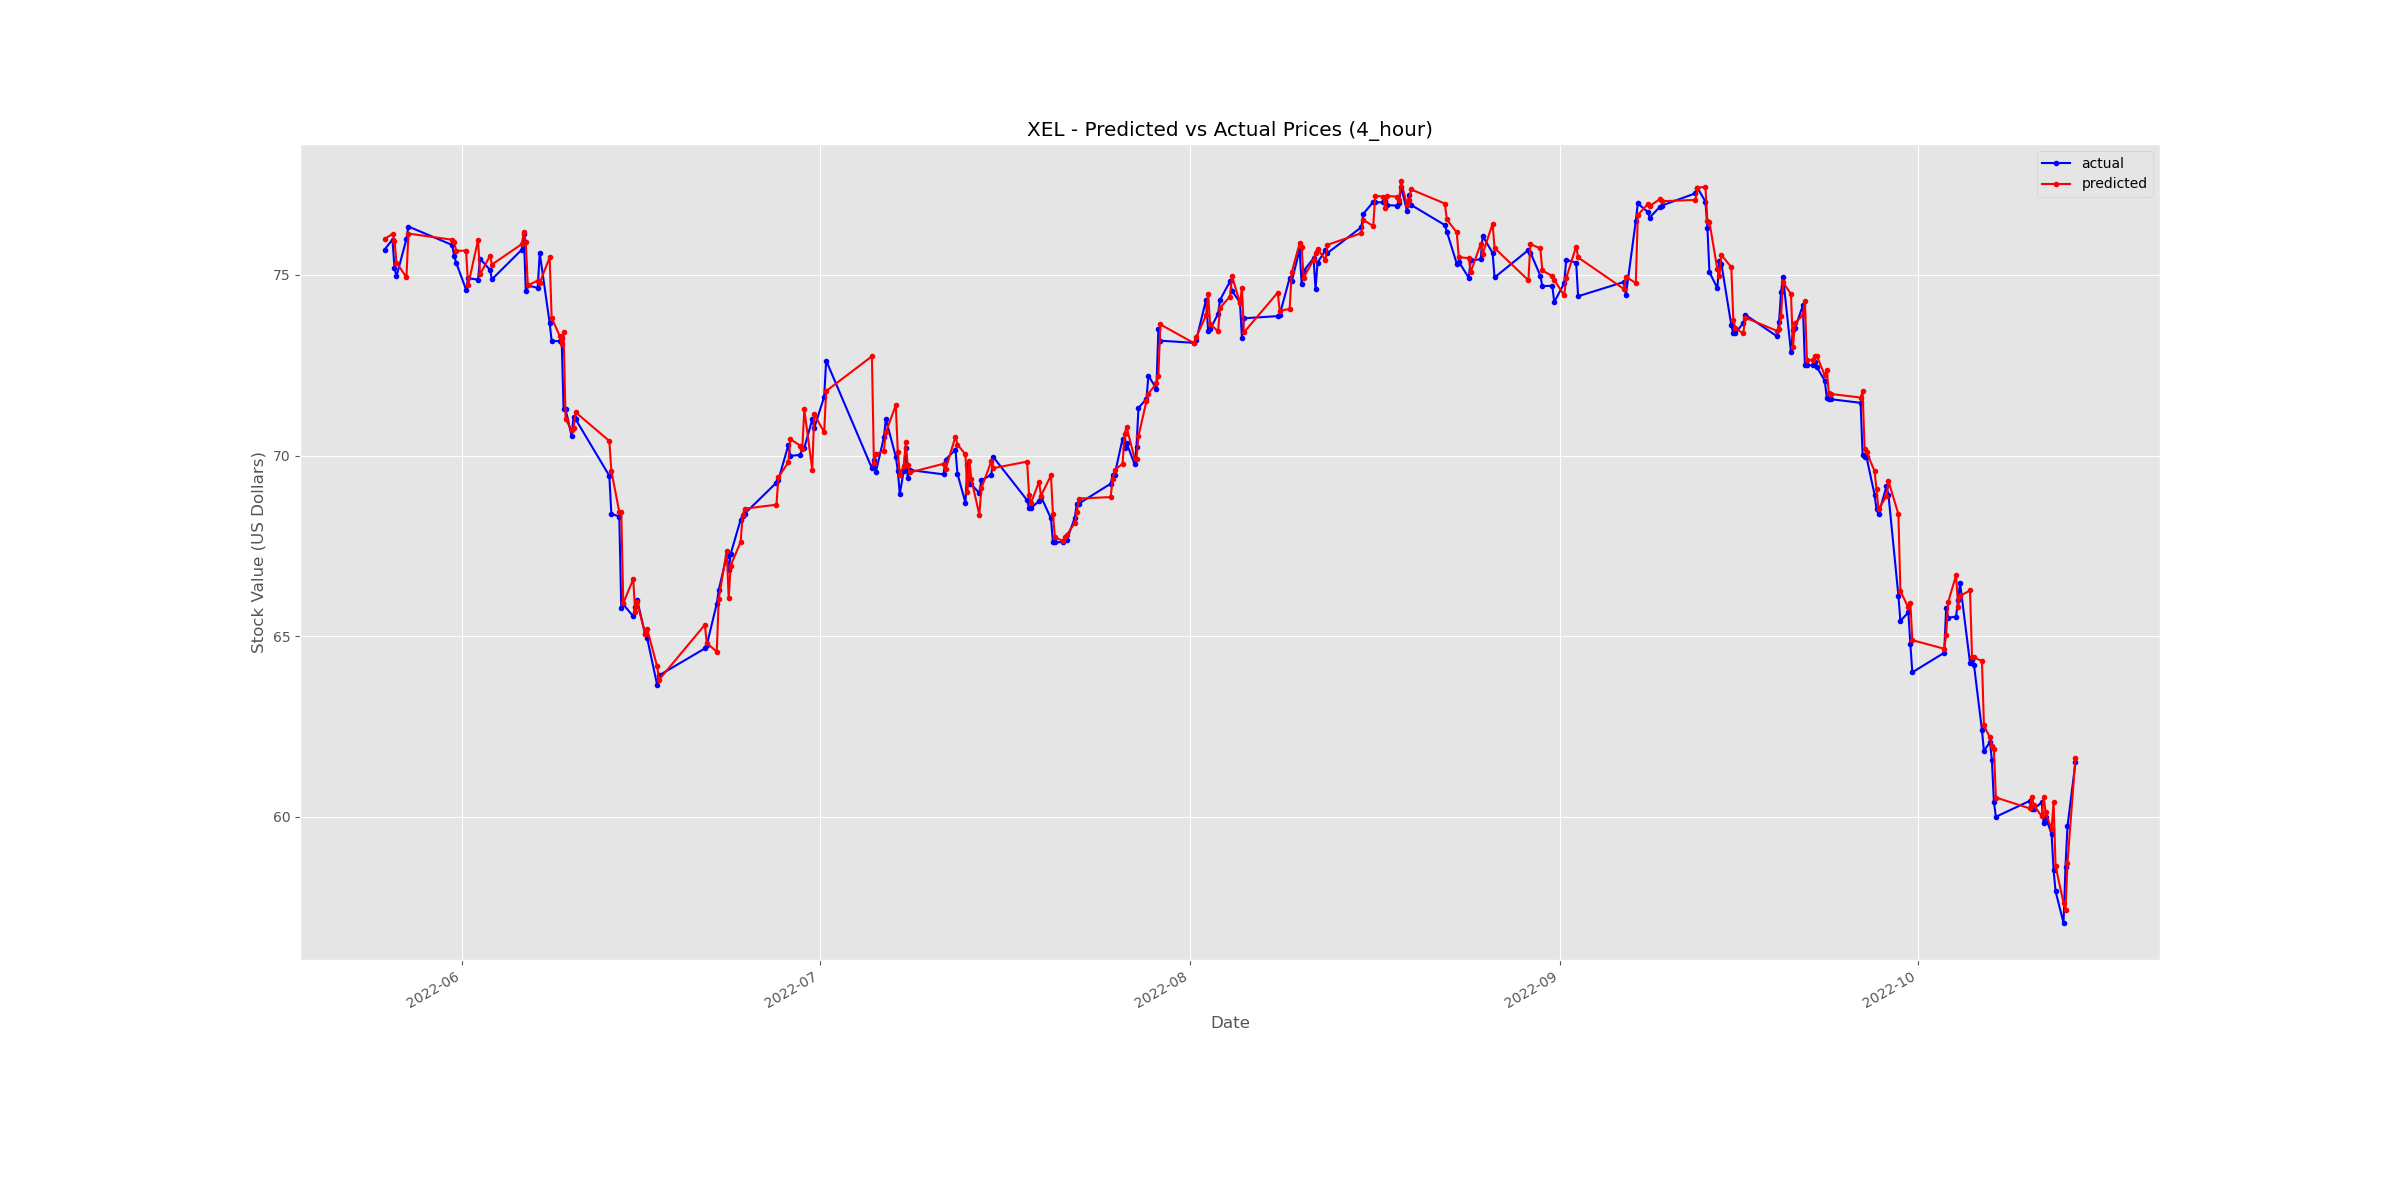 XEL - Predicted vs Actual Prices (4_hour)
actual
predicted
Stock Value (US Dollars)
75
70
65
60
2022-06
2022-07
2022-08
2022-09
2022-10
Date